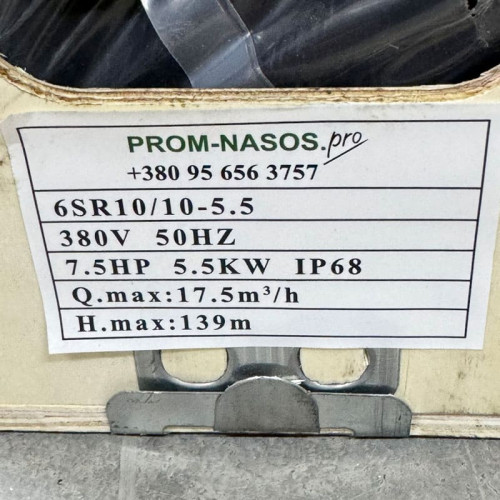 PROM-NASOS.pro
+380 95 656 3757
6SR10/10-5.5
380V 50HZ
7.5HP 5.5KW IP68
Q.max:17.5m³/h
H.max:139m